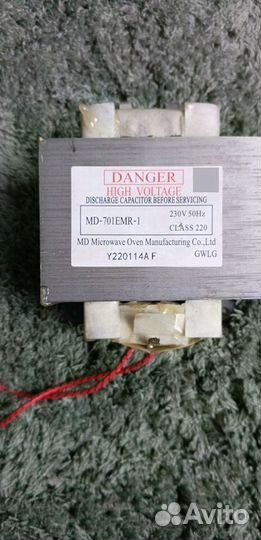 DANGER
HIGH VOLTAGE
DISCHARGE CAPACITOR BEFORE SERVICING
MD-701EMR-1
230V 50Hz
CLASS 220
MD Microwave Oven Manufacturing Co.,Ltd
Y220114A F
GWLG
Avito